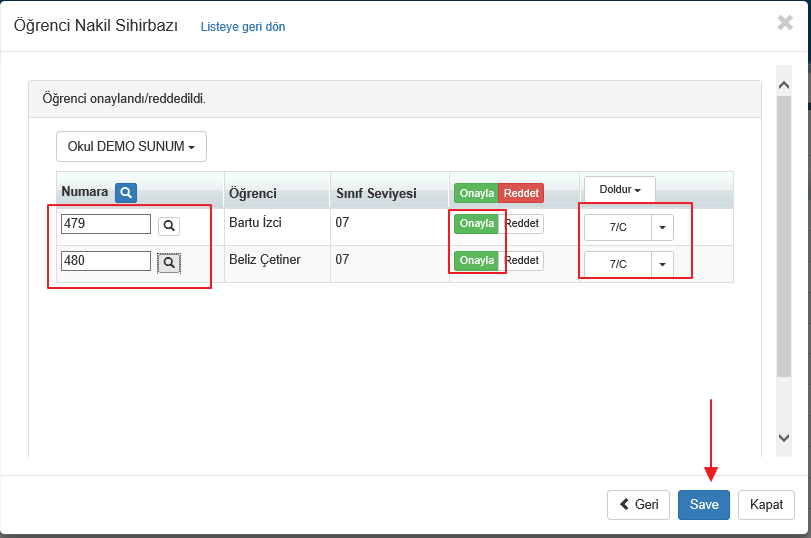 Öğrenci Nakil Sihirbazı Listeye geri dön
Öğrenci onaylandı/reddedildi.
Okul DEMO SUNUM
Numara Öğrenci Sınıf Seviyesi Onayla Reddet Doldur
479 Bartu İzci 07 Onayla Reddet 7/C
480 Beliz Çetiner 07 Onayla Reddet 7/C
Geri Save Kapat